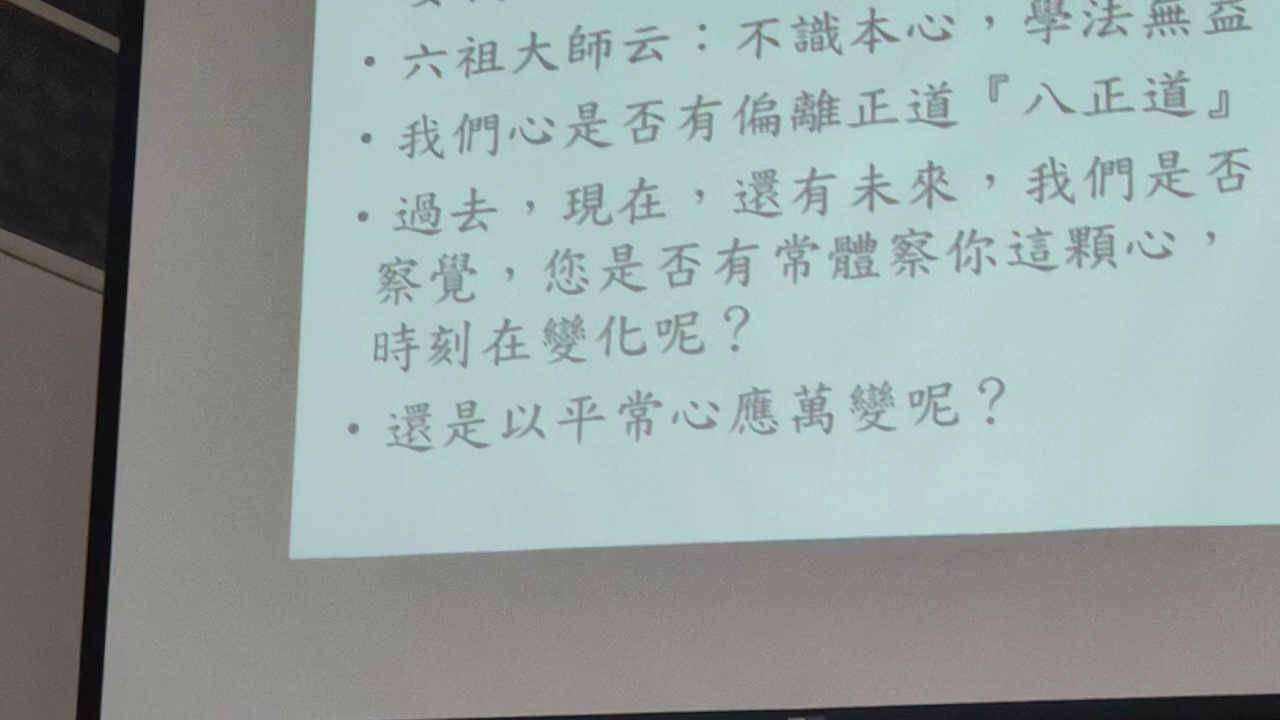 ・六祖大師云：不識本心，學法無益
・我們心是否有偏離正道『八正道』
・過去，現在，還有未來，我們是否
察覺，您是否有常體察你這顆心，
時刻在變化呢？
・還是以平常心應萬變呢？